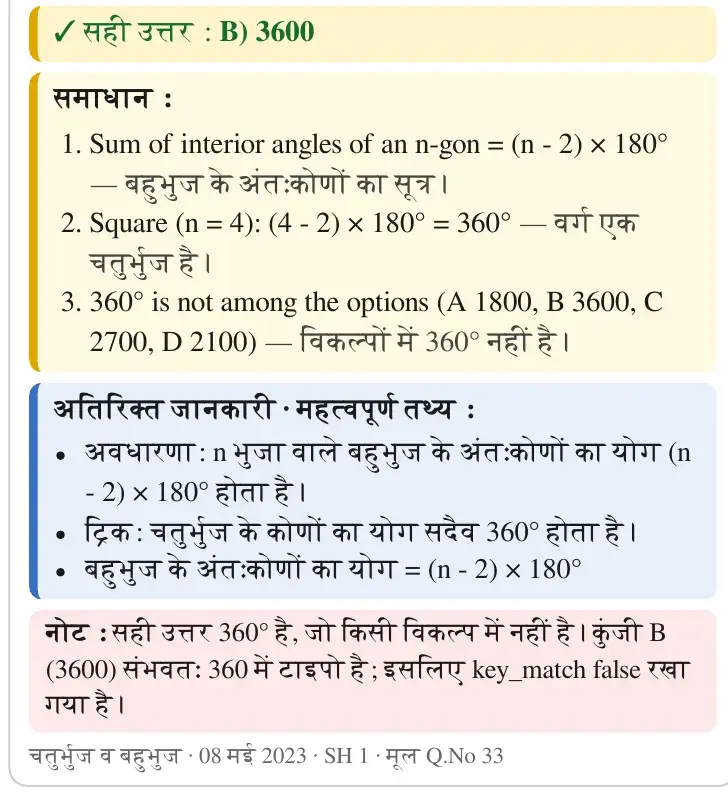 ✓ सही उत्तर : B) 3600
समाधान :
1. Sum of interior angles of an n-gon = (n - 2) × 180°
— बहुभुज के अंतःकोणों का सूत्र।
2. Square (n = 4): (4 - 2) × 180° = 360° — वर्ग एक
चतुर्भुज है।
3. 360° is not among the options (A 1800, B 3600, C
2700, D 2100) — विकल्पों में 360° नहीं है।
अतिरिक्त जानकारी · महत्वपूर्ण तथ्य :
• अवधारणा : n भुजा वाले बहुभुज के अंतःकोणों का योग (n
- 2) × 180° होता है।
• ट्रिक : चतुर्भुज के कोणों का योग सदैव 360° होता है।
• बहुभुज के अंतःकोणों का योग = (n - 2) × 180°
नोट : सही उत्तर 360° है, जो किसी विकल्प में नहीं है। कुंजी B
(3600) संभवतः 360 में टाइपो है; इसलिए key_match false रखा
गया है।
चतुर्भुज व बहुभुज · 08 मई 2023 · SH 1 · मूल Q.No 33